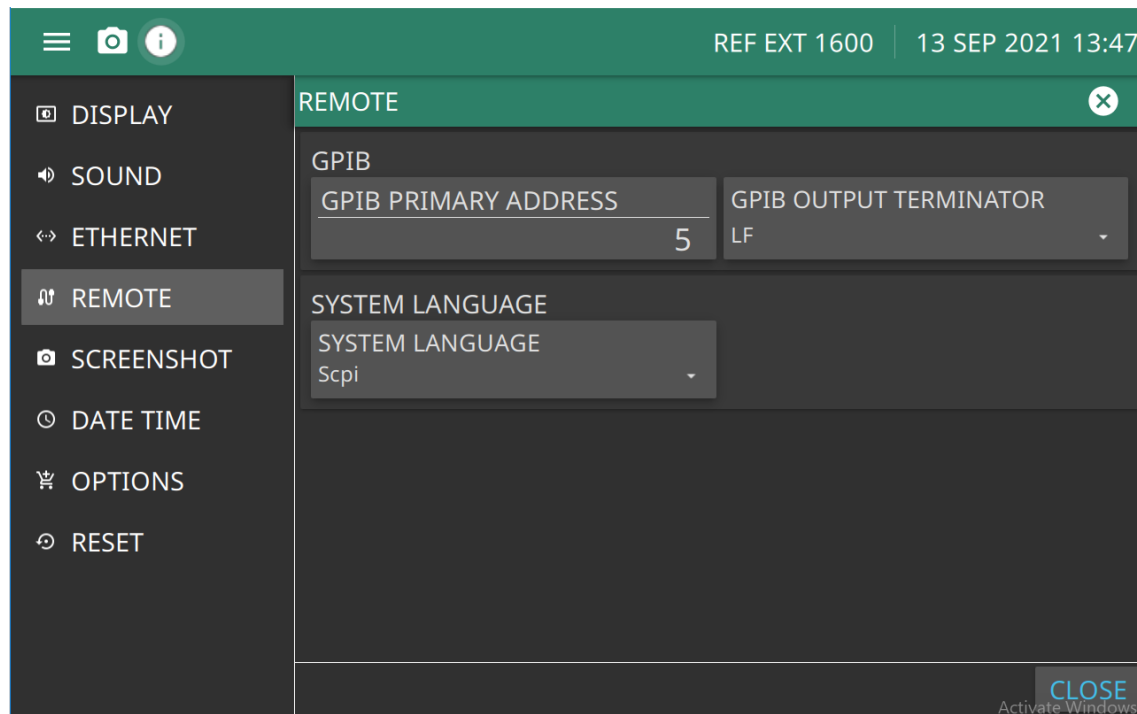 REF EXT 1600 13 SEP 2021 13:47
DISPLAY
SOUND
ETHERNET
REMOTE
SCREENSHOT
DATE TIME
OPTIONS
RESET
REMOTE
GPIB
GPIB PRIMARY ADDRESS
5
GPIB OUTPUT TERMINATOR
LF
SYSTEM LANGUAGE
SYSTEM LANGUAGE
Scpi
CLOSE
Activate Windows